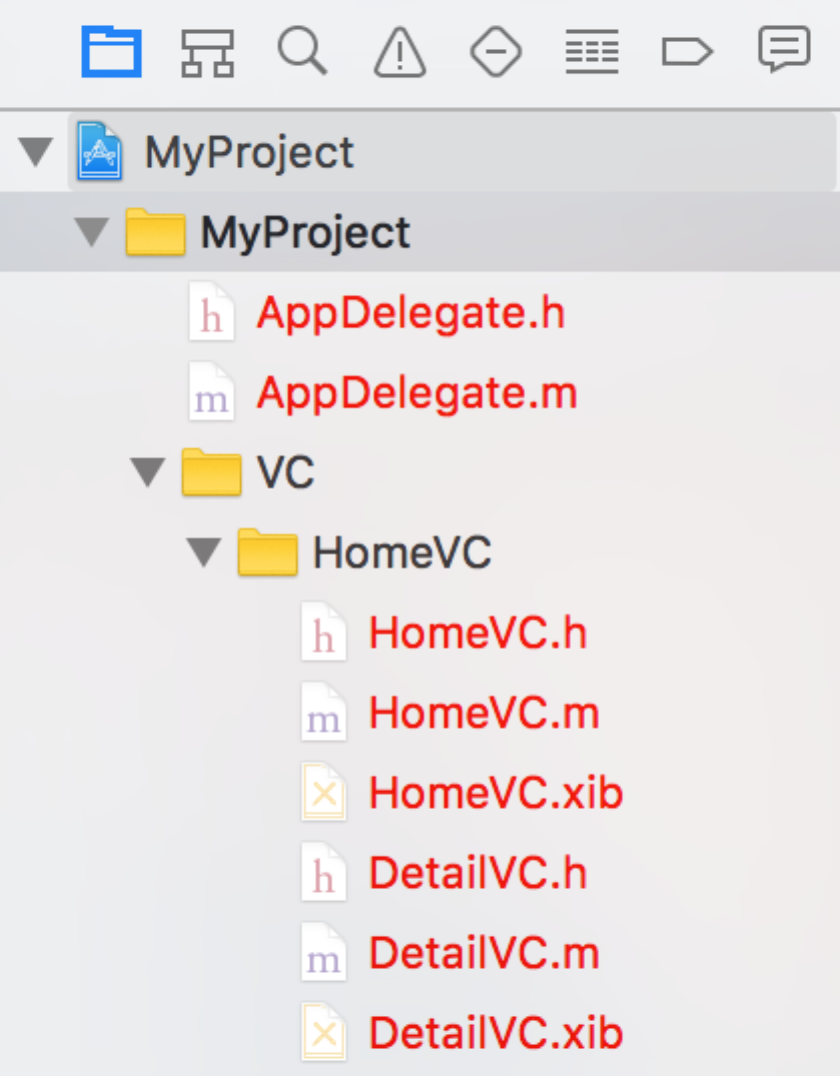 MyProject
MyProject
h AppDelegate.h
m AppDelegate.m
VC
HomeVC
h HomeVC.h
m HomeVC.m
HomeVC.xib
h DetailVC.h
m DetailVC.m
DetailVC.xib